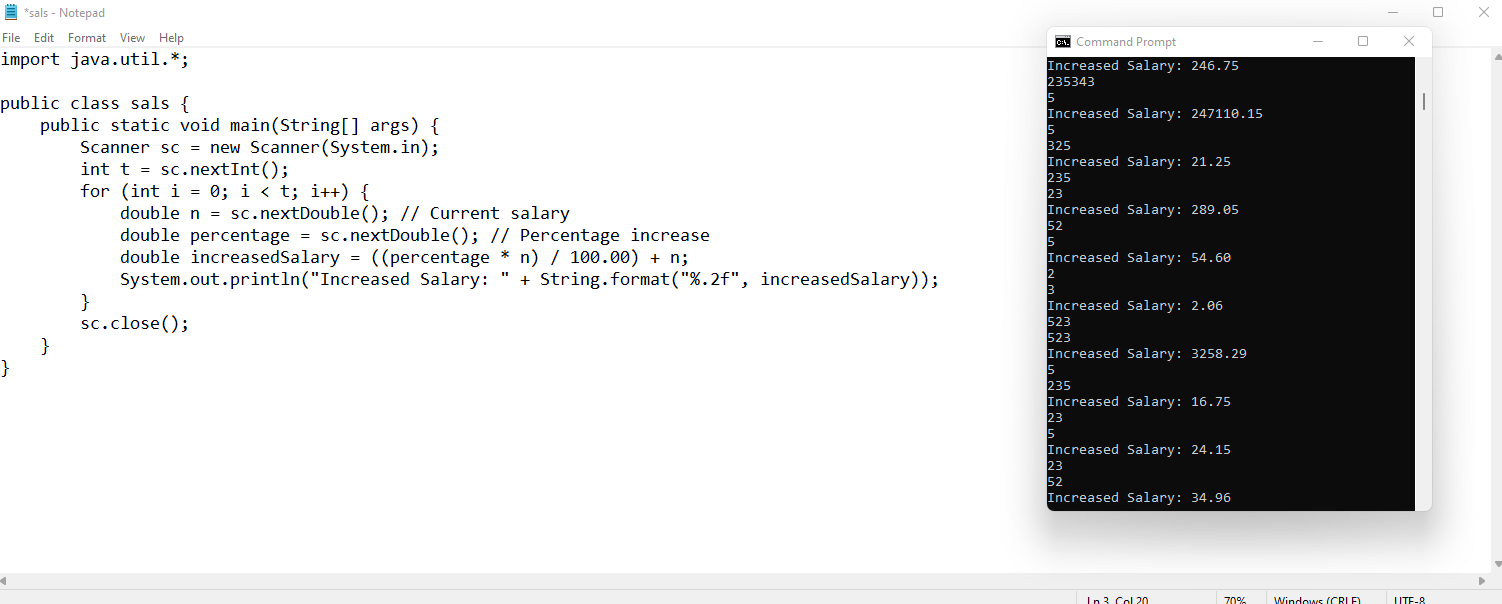 *sals - Notepad
File Edit Format View Help
import java.util.*;
public class sals {
public static void main(String[] args) {
Scanner sc = new Scanner(System.in);
int t = sc.nextInt();
for (int i = 0; i < t; i++) {
double n = sc.nextDouble(); // Current salary
double percentage = sc.nextDouble(); // Percentage increase
double increasedSalary = ((percentage * n) / 100.00) + n;
System.out.println("Increased Salary: " + String.format("%.2f", increasedSalary));
}
sc.close();
}
}
Command Prompt
Increased Salary: 246.75
235343
5
Increased Salary: 247110.15
5
325
Increased Salary: 21.25
235
23
Increased Salary: 289.05
52
5
Increased Salary: 54.60
2
3
Increased Salary: 2.06
523
523
Increased Salary: 3258.29
5
235
Increased Salary: 16.75
23
5
Increased Salary: 24.15
23
52
Increased Salary: 34.96
Ln 3, Col 20 70% Windows (CRLF) UTF-8